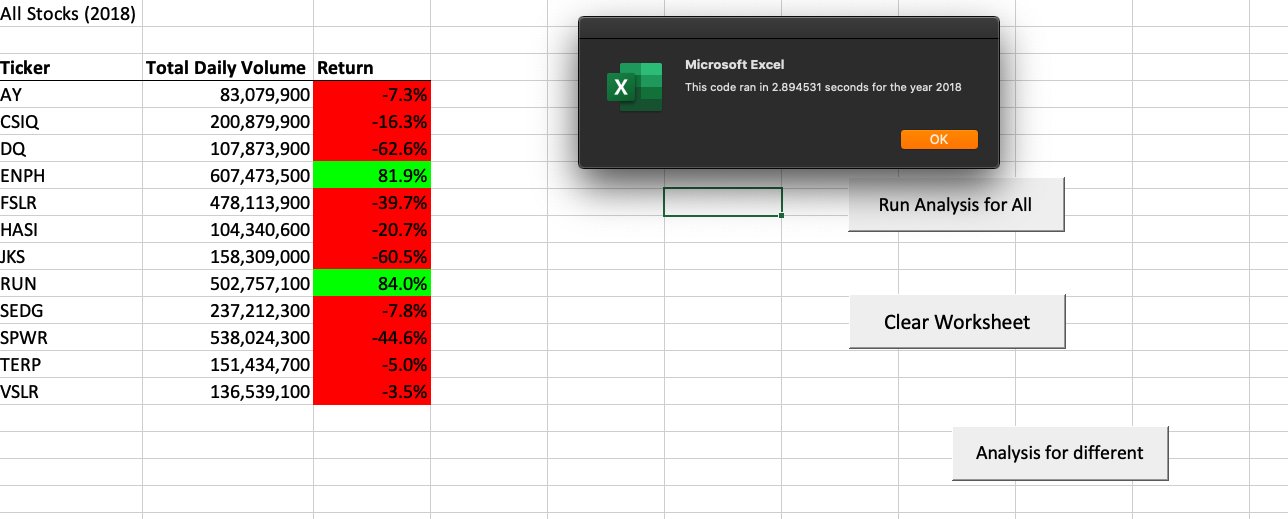 All Stocks (2018)
Ticker Total Daily Volume Return
AY 83,079,900 -7.3%
CSIQ 200,879,900 -16.3%
DQ 107,873,900 -62.6%
ENPH 607,473,500 81.9%
FSLR 478,113,900 -39.7%
HASI 104,340,600 -20.7%
JKS 158,309,000 -60.5%
RUN 502,757,100 84.0%
SEDG 237,212,300 -7.8%
SPWR 538,024,300 -44.6%
TERP 151,434,700 -5.0%
VSLR 136,539,100 -3.5%
X
Microsoft Excel
This code ran in 2.894531 seconds for the year 2018
OK
Run Analysis for All
Clear Worksheet
Analysis for different